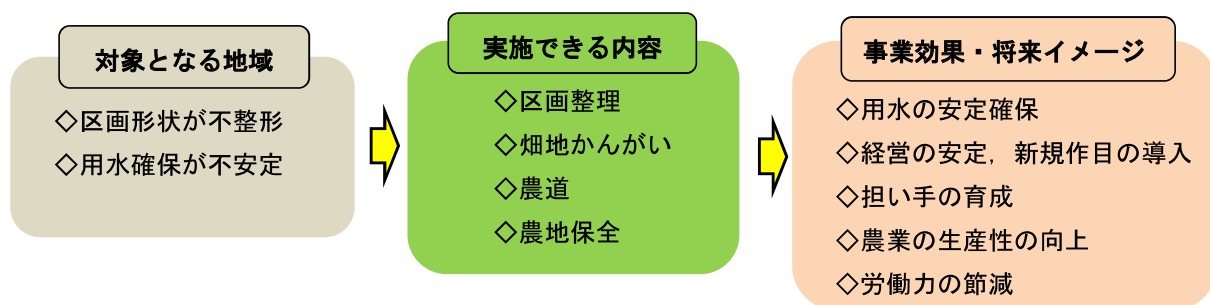 対象となる地域
◇区画形状が不整形
◇用水確保が不安定
実施できる内容
◇区画整理
◇畑地かんがい
◇農道
◇農地保全
事業効果・将来イメージ
◇用水の安定確保
◇経営の安定，新規作目の導入
◇担い手の育成
◇農業の生産性の向上
◇労働力の節減